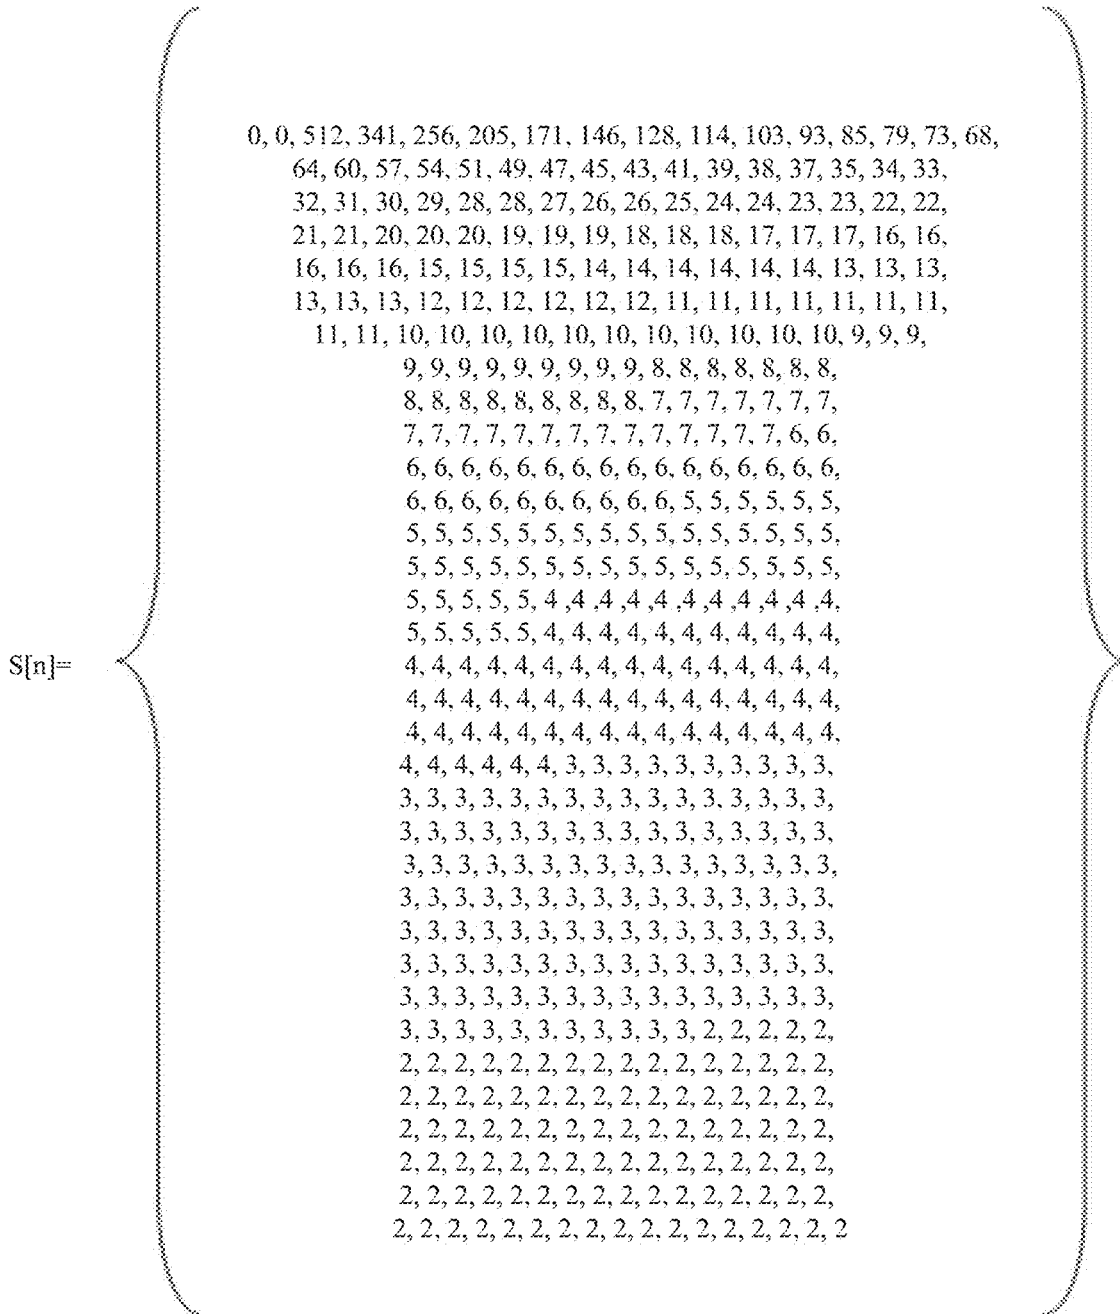 0, 0, 512, 341, 256, 205, 171, 146, 128, 114, 103, 93, 85, 79, 73, 68,
64, 60, 57, 54, 51, 49, 47, 45, 43, 41, 39, 38, 37, 35, 34, 33,
32, 31, 30, 29, 28, 28, 27, 26, 26, 25, 24, 24, 23, 23, 22, 22,
21, 21, 20, 20, 20, 19, 19, 19, 18, 18, 18, 17, 17, 17, 16, 16,
16, 16, 16, 15, 15, 15, 15, 14, 14, 14, 14, 14, 14, 13, 13, 13,
13, 13, 13, 12, 12, 12, 12, 12, 12, 11, 11, 11, 11, 11, 11, 11,
11, 11, 10, 10, 10, 10, 10, 10, 10, 10, 10, 10, 10, 9, 9, 9,
9, 9, 9, 9, 9, 9, 9, 9, 9, 8, 8, 8, 8, 8, 8, 8,
8, 8, 8, 8, 8, 8, 8, 8, 8, 7, 7, 7, 7, 7, 7, 7,
7, 7, 7, 7, 7, 7, 7, 7, 7, 7, 7, 7, 7, 7, 6, 6,
6, 6, 6, 6, 6, 6, 6, 6, 6, 6, 6, 6, 6, 6, 6, 6,
6, 6, 6, 6, 6, 6, 6, 6, 6, 6, 5, 5, 5, 5, 5, 5,
5, 5, 5, 5, 5, 5, 5, 5, 5, 5, 5, 5, 5, 5, 5, 5,
5, 5, 5, 5, 5, 5, 5, 5, 5, 5, 5, 5, 5, 5, 5, 5,
5, 5, 5, 5, 5, 4 ,4 ,4 ,4 ,4 ,4 ,4 ,4 ,4 ,4 ,4,
5, 5, 5, 5, 5, 4, 4, 4, 4, 4, 4, 4, 4, 4, 4, 4,
S[n]= 4, 4, 4, 4, 4, 4, 4, 4, 4, 4, 4, 4, 4, 4, 4, 4,
4, 4, 4, 4, 4, 4, 4, 4, 4, 4, 4, 4, 4, 4, 4, 4
4, 4, 4, 4, 4, 4, 4, 4, 4, 4, 4, 4, 4, 4, 4, 4,
4, 4, 4, 4, 4, 4, 3, 3, 3, 3, 3, 3, 3, 3, 3, 3,
3, 3, 3, 3, 3, 3, 3, 3, 3, 3, 3, 3, 3, 3, 3, 3,
3, 3, 3, 3, 3, 3, 3, 3, 3, 3, 3, 3, 3, 3, 3, 3,
3, 3, 3, 3, 3, 3, 3, 3, 3, 3, 3, 3, 3, 3, 3, 3,
3, 3, 3, 3, 3, 3, 3, 3, 3, 3, 3, 3, 3, 3, 3, 3,
3, 3, 3, 3, 3, 3, 3, 3, 3, 3, 3, 3, 3, 3, 3, 3,
3, 3, 3, 3, 3, 3, 3, 3, 3, 3, 3, 3, 3, 3, 3, 3,
3, 3, 3, 3, 3, 3, 3, 3, 3, 3, 3, 3, 3, 3, 3, 3,
3, 3, 3, 3, 3, 3, 3, 3, 3, 3, 3, 2, 2, 2, 2, 2,
2, 2, 2, 2, 2, 2, 2, 2, 2, 2, 2, 2, 2, 2, 2, 2,
2, 2, 2, 2, 2, 2, 2, 2, 2, 2, 2, 2, 2, 2, 2, 2,
2, 2, 2, 2, 2, 2, 2, 2, 2, 2, 2, 2, 2, 2, 2, 2,
2, 2, 2, 2, 2, 2, 2, 2, 2, 2, 2, 2, 2, 2, 2, 2,
2, 2, 2, 2, 2, 2, 2, 2, 2, 2, 2, 2, 2, 2, 2, 2,
2, 2, 2, 2, 2, 2, 2, 2, 2, 2, 2, 2, 2, 2, 2, 2, 2